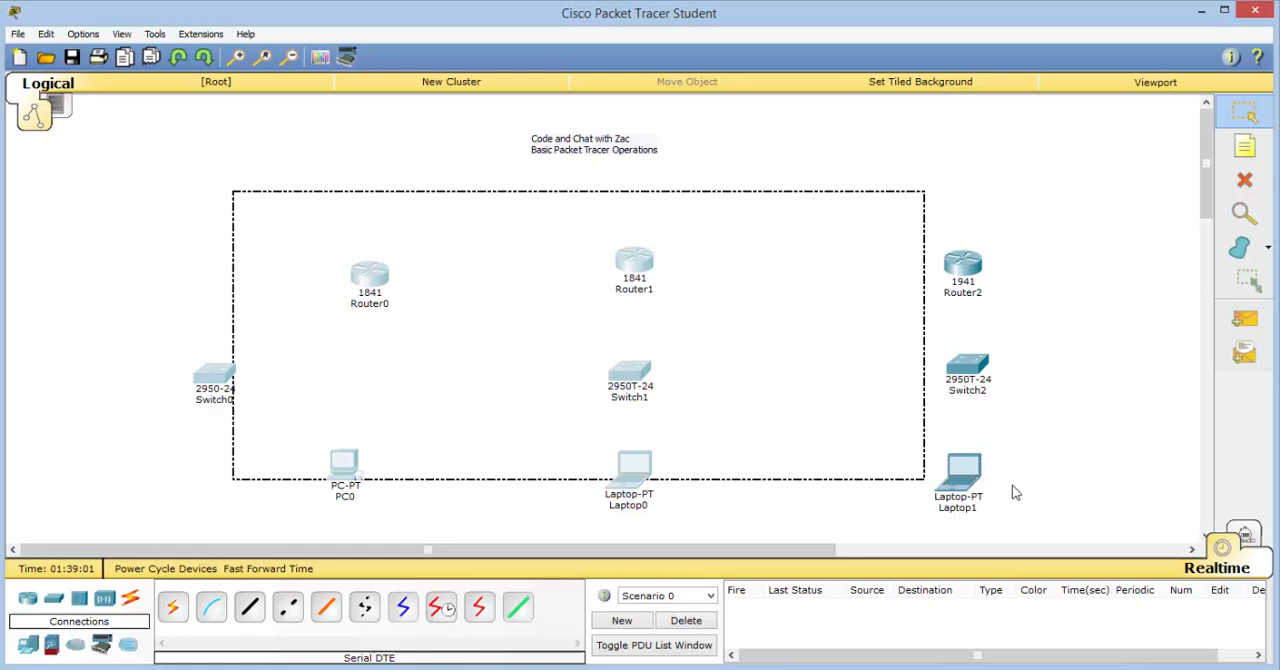 Cisco Packet Tracer Student
File Edit Options View Tools Extensions Help
Logical [Root] New Cluster Move Object Set Tiled Background Viewport
Code and Chat with Zac
Basic Packet Tracer Operations
1841
Router0
1841
Router1
1941
Router2
2950-24
Switch0
2950T-24
Switch1
2950T-24
Switch2
PC-PT
PC0
Laptop-PT
Laptop0
Laptop-PT
Laptop1
Time: 01:39:01 Power Cycle Devices Fast Forward Time Realtime
Connections
Serial DTE
Scenario 0
New Delete
Toggle PDU List Window
Fire Last Status Source Destination Type Color Time(sec) Periodic Num Edit De